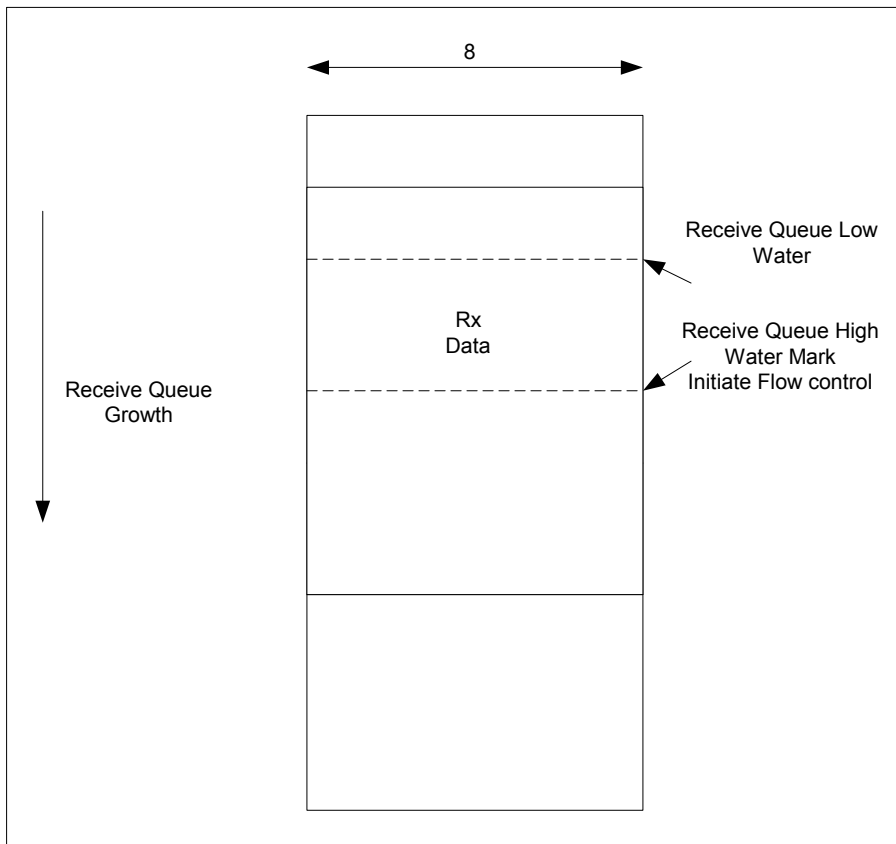 8
Receive Queue Low
Water
Rx
Data
Receive Queue High
Water Mark
Initiate Flow control
Receive Queue
Growth